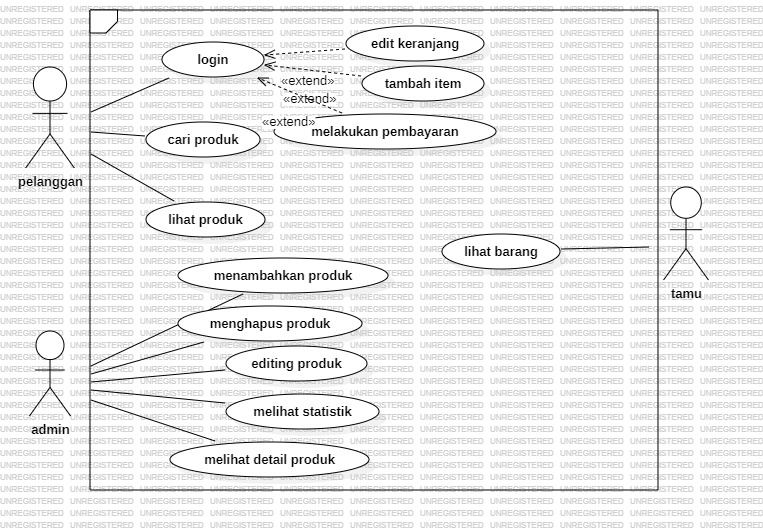 edit keranjang
login
tambah item
«extend»
«extend»
«extend»
melakukan pembayaran
cari produk
pelanggan
lihat produk
lihat barang
tamu
menambahkan produk
menghapus produk
editing produk
melihat statistik
admin
melihat detail produk
UNREGISTERED